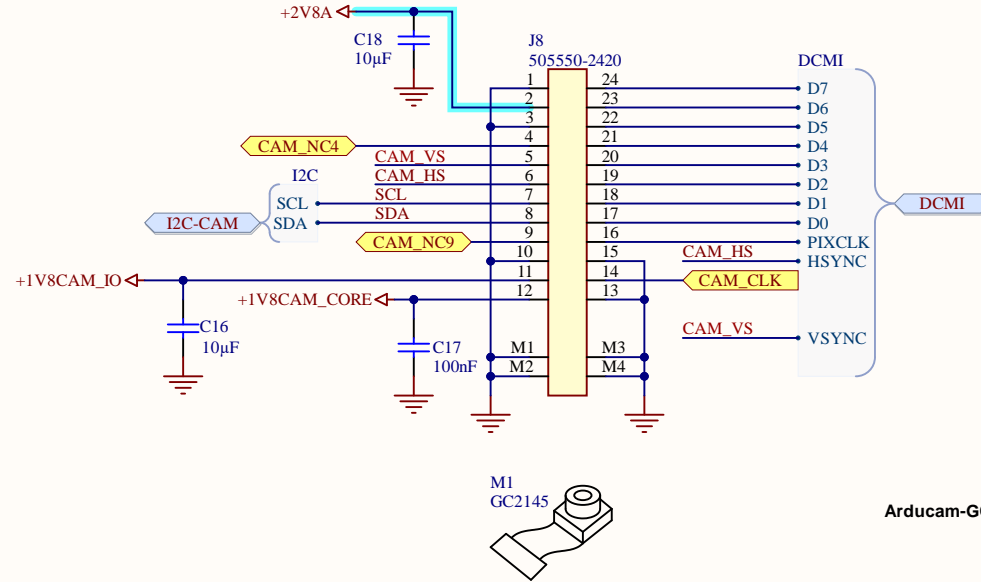 +2V8A
C18
10µF
J8
505550-2420
DCMI
1 24 D7
2 23 D6
3 22 D5
CAM_NC4 4 21 D4
CAM_VS 5 20 D3
I2C CAM_HS 6 19 D2
SCL SCL 7 18 D1
I2C-CAM SDA SDA 8 17 D0 DCMI
CAM_NC9 9 16 PIXCLK
10 15 CAM_HS HSYNC
+1V8CAM_IO 11 14 CAM_CLK
+1V8CAM_CORE 12 13
C16
10µF
CAM_VS VSYNC
C17 M1 M3
100nF M2 M4
M1
GC2145
Arducam-G